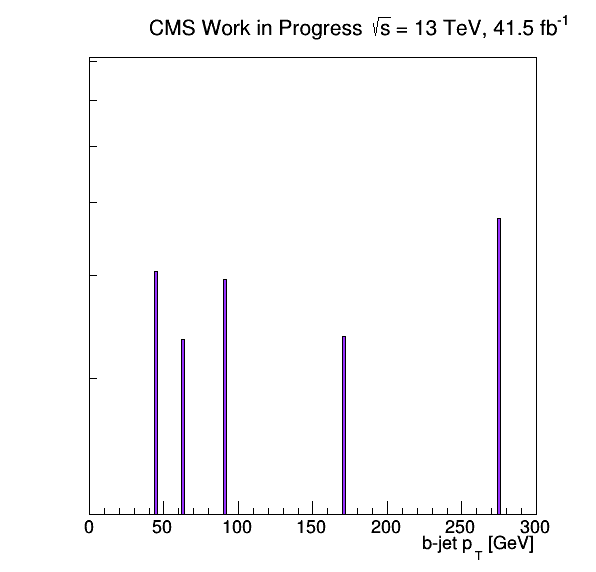 CMS Work in Progress √s = 13 TeV, 41.5 fb⁻¹
0 50 100 150 200 250 300
b-jet p_T [GeV]